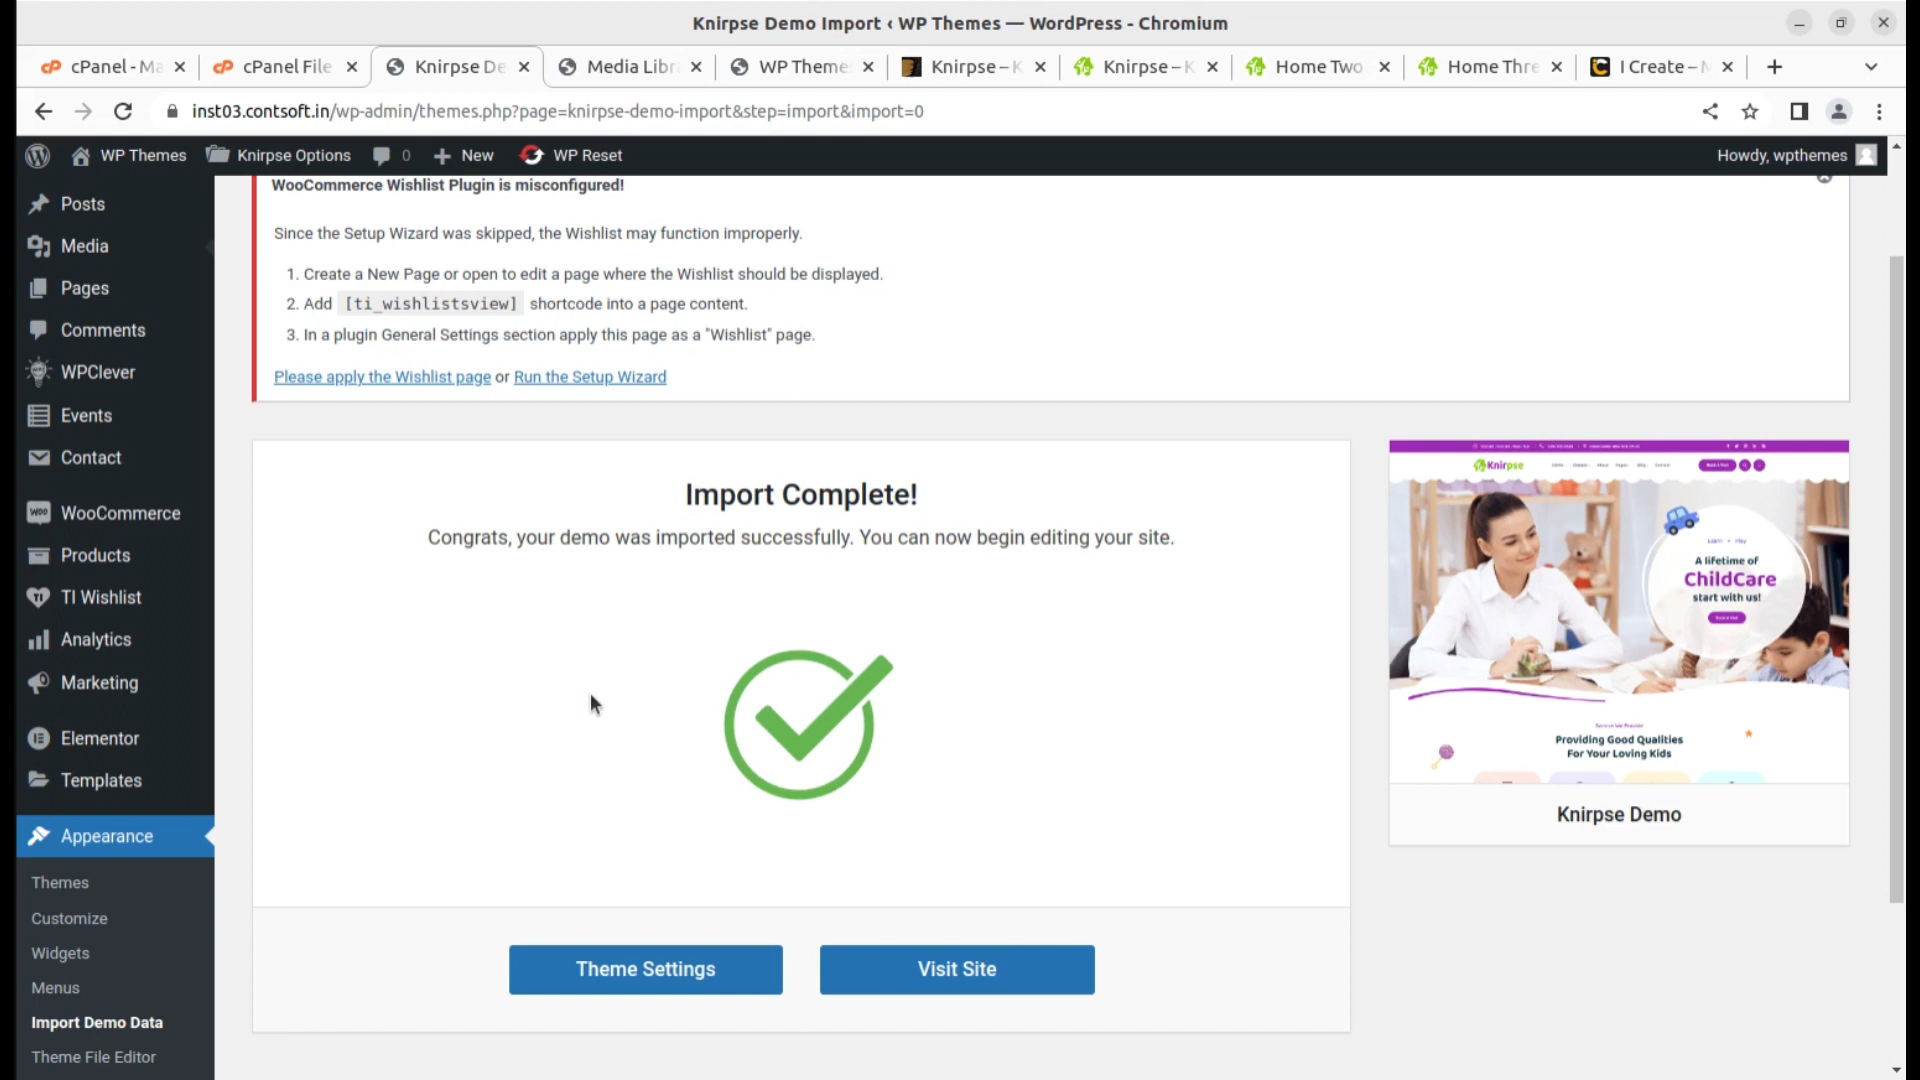 Knirpse Demo Import ‹ WP Themes — WordPress - Chromium
cPanel - Ma
cPanel File
Knirpse De
Media Libr
WP Theme
Knirpse – K
Knirpse – K
Home Two
Home Thre
I Create – M
inst03.contsoft.in/wp-admin/themes.php?page=knirpse-demo-import&step=import&import=0
WP Themes
Knirpse Options
0
New
WP Reset
Howdy, wpthemes
Posts
Media
Pages
Comments
WPClever
Events
Contact
WooCommerce
Products
TI Wishlist
Analytics
Marketing
Elementor
Templates
Appearance
Themes
Customize
Widgets
Menus
Import Demo Data
Theme File Editor
WooCommerce Wishlist Plugin is misconfigured!
Since the Setup Wizard was skipped, the Wishlist may function improperly.
1. Create a New Page or open to edit a page where the Wishlist should be displayed.
2. Add [ti_wishlistsview] shortcode into a page content.
3. In a plugin General Settings section apply this page as a "Wishlist" page.
Please apply the Wishlist page or Run the Setup Wizard
Import Complete!
Congrats, your demo was imported successfully. You can now begin editing your site.
Theme Settings
Visit Site
Knirpse
Learn + Play
A lifetime of
ChildCare
start with us!
Providing Good Qualities
For Your Loving Kids
Knirpse Demo